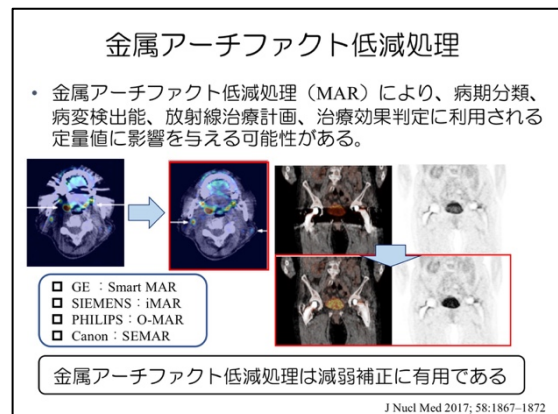 金属アーチファクト低減処理
• 金属アーチファクト低減処理（MAR）により、病期分類、
病変検出能、放射線治療計画、治療効果判定に利用される
定量値に影響を与える可能性がある。
□ GE ：Smart MAR
□ SIEMENS：iMAR
□ PHILIPS：O-MAR
□ Canon：SEMAR
金属アーチファクト低減処理は減弱補正に有用である
J Nucl Med 2017; 58:1867–1872